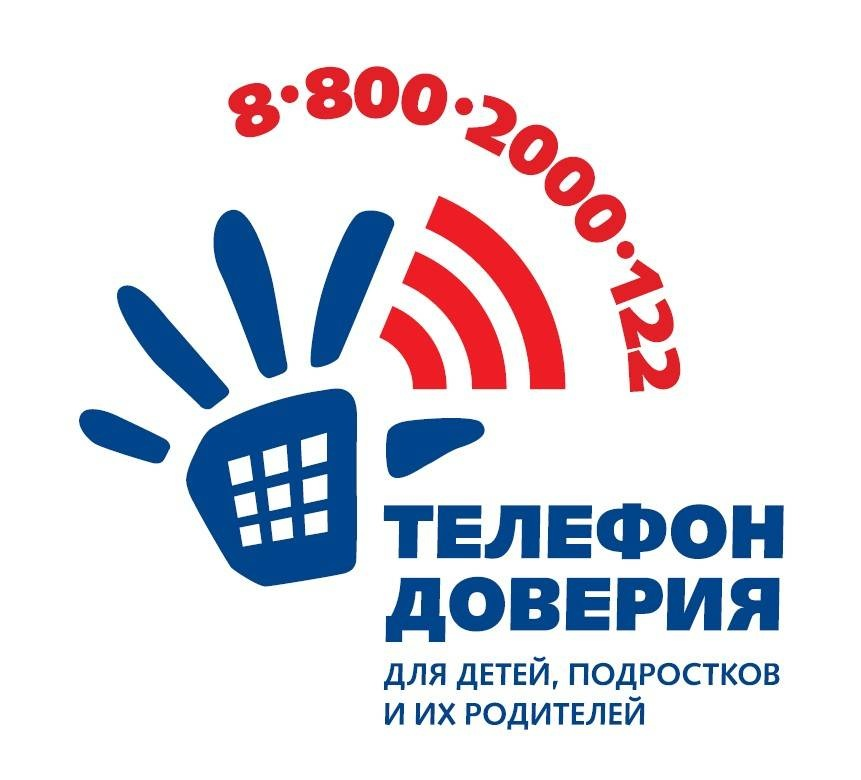 8·800·2000·122
ТЕЛЕФОН
ДОВЕРИЯ
ДЛЯ ДЕТЕЙ, ПОДРОСТКОВ
И ИХ РОДИТЕЛЕЙ